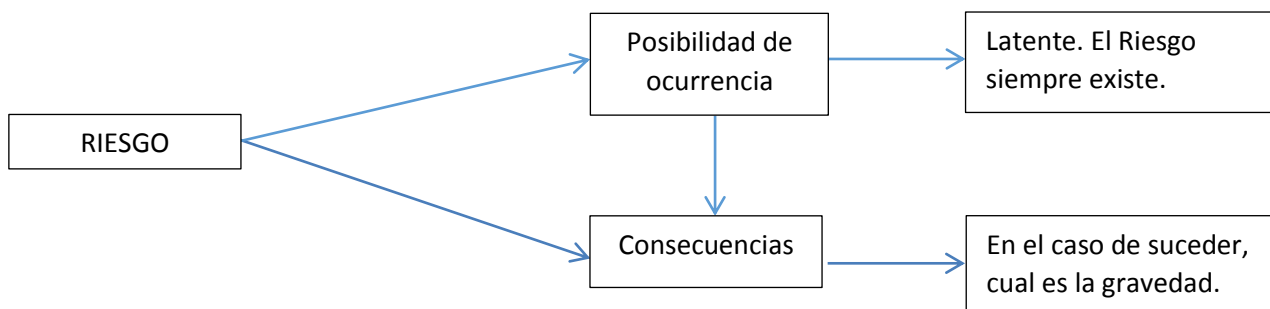 RIESGO
Posibilidad de
ocurrencia
Latente. El Riesgo
siempre existe.
Consecuencias
En el caso de suceder,
cual es la gravedad.